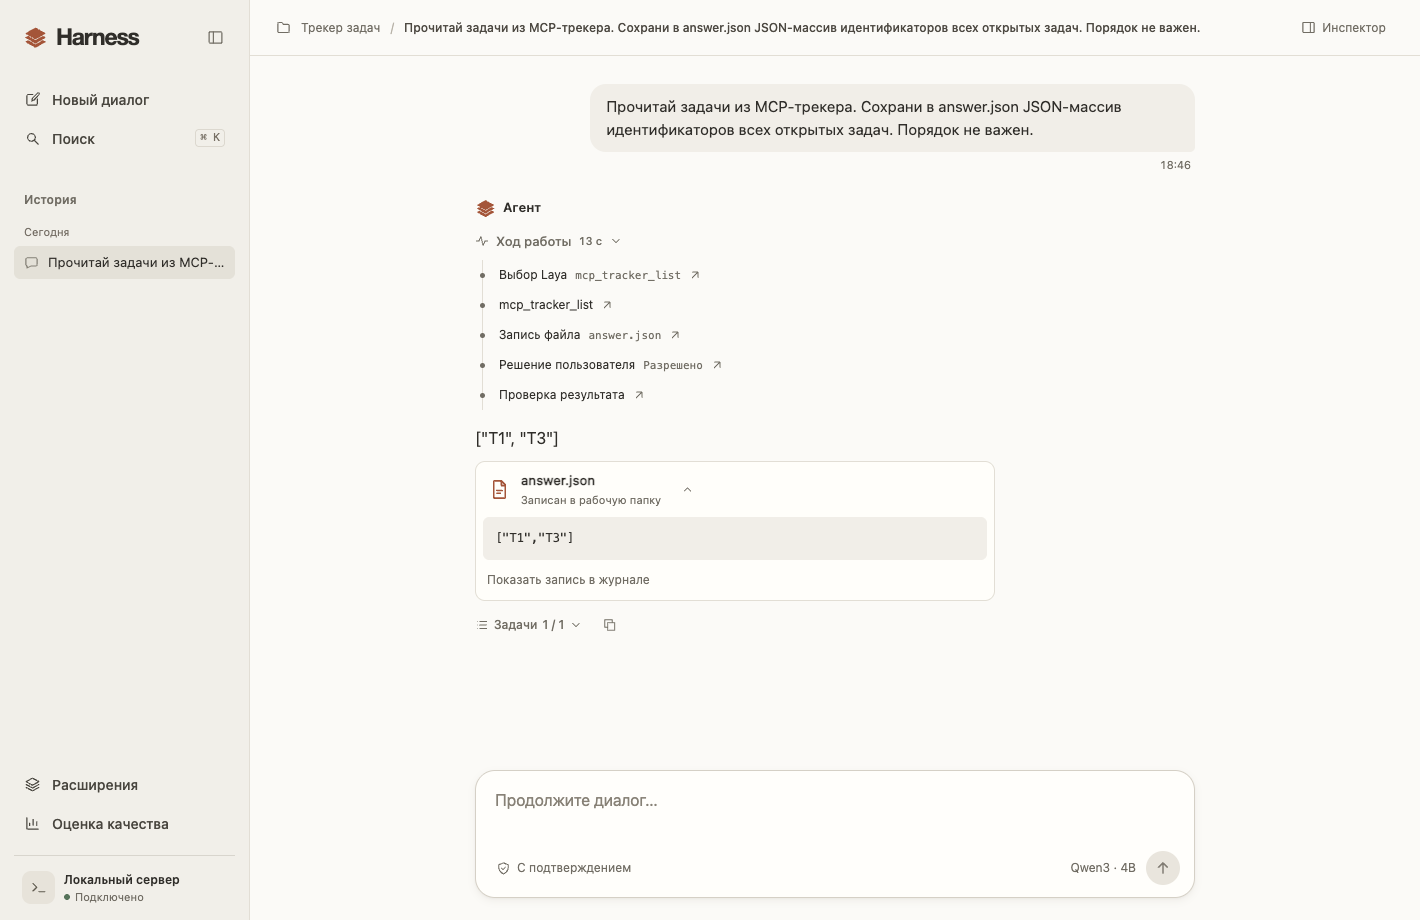 Harness
Новый диалог
Поиск
⌘ K
История
Сегодня
Прочитай задачи из MCP-...
Расширения
Оценка качества
Локальный сервер
Подключено
Трекер задач / Прочитай задачи из MCP-трекера. Сохрани в answer.json JSON-массив идентификаторов всех открытых задач. Порядок не важен.
Инспектор
Прочитай задачи из MCP-трекера. Сохрани в answer.json JSON-массив
идентификаторов всех открытых задач. Порядок не важен.
18:46
Агент
Ход работы 13 с
Выбор Laya mcp_tracker_list
mcp_tracker_list
Запись файла answer.json
Решение пользователя Разрешено
Проверка результата
["T1", "T3"]
answer.json
Записан в рабочую папку
["T1","T3"]
Показать запись в журнале
Задачи 1 / 1
Продолжите диалог...
С подтверждением
Qwen3 · 4B